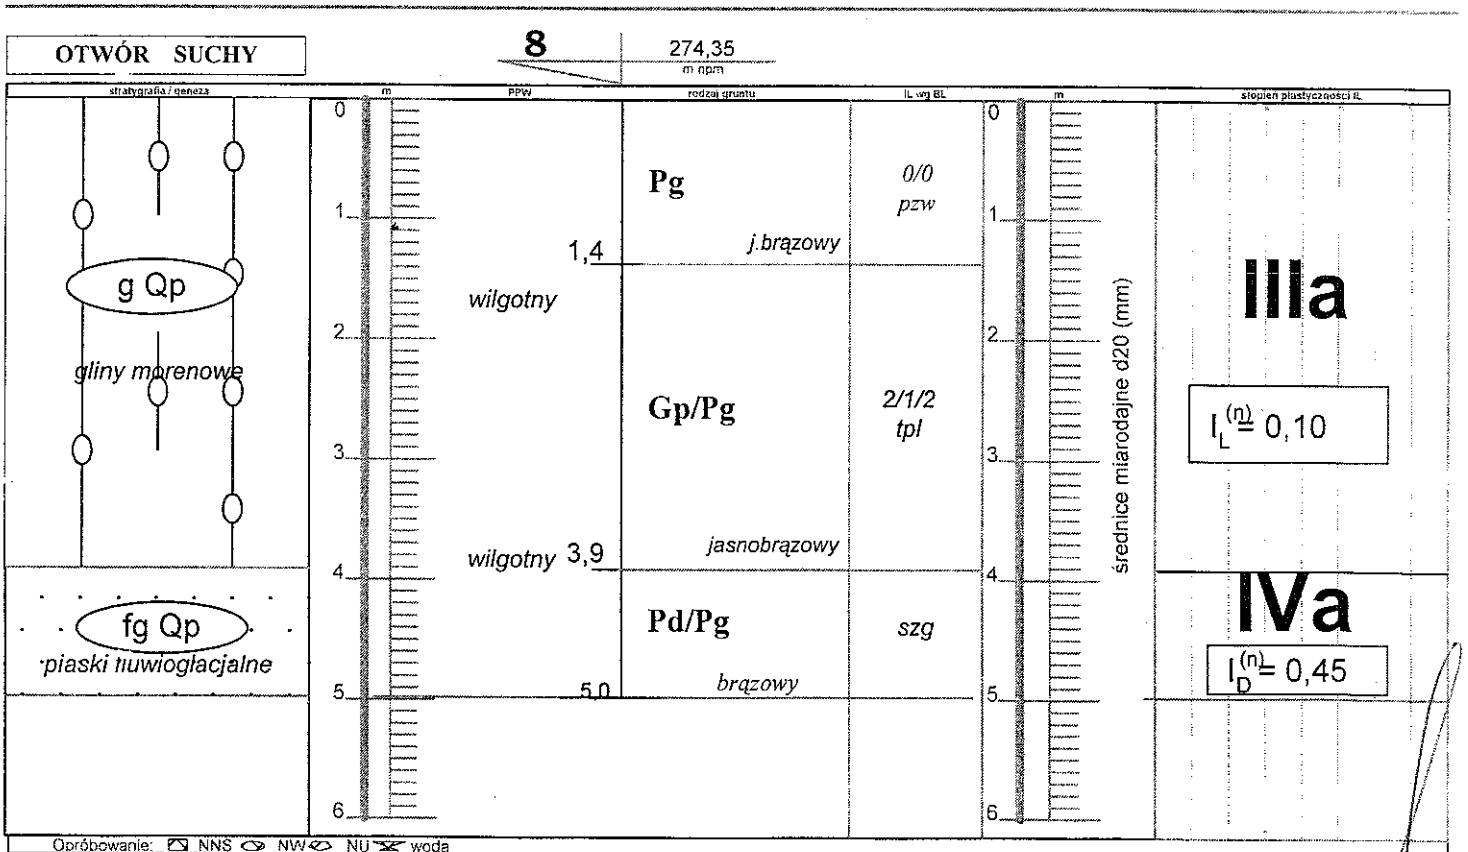 OTWÓR SUCHY
8
274,35
m npm
stratygrafia / geneza
m
PPW
rodzaj gruntu
IL wg BL
m
stopień plastyczności IL
0
1
2
3
4
5
6
g Qp
gliny morenowe
fg Qp
piaski fluwioglacjalne
1,4
wilgotny
wilgotny 3,9
5,0
Pg
j.brązowy
Gp/Pg
jasnobrązowy
Pd/Pg
brązowy
0/0
pzw
2/1/2
tpl
szg
0
1
2
3
4
5
6
średnice miarodajne d20 (mm)
IIIa
I_L^(n) = 0,10
IVa
I_D^(n) = 0,45
Opróbowanie: NNS NW NU woda